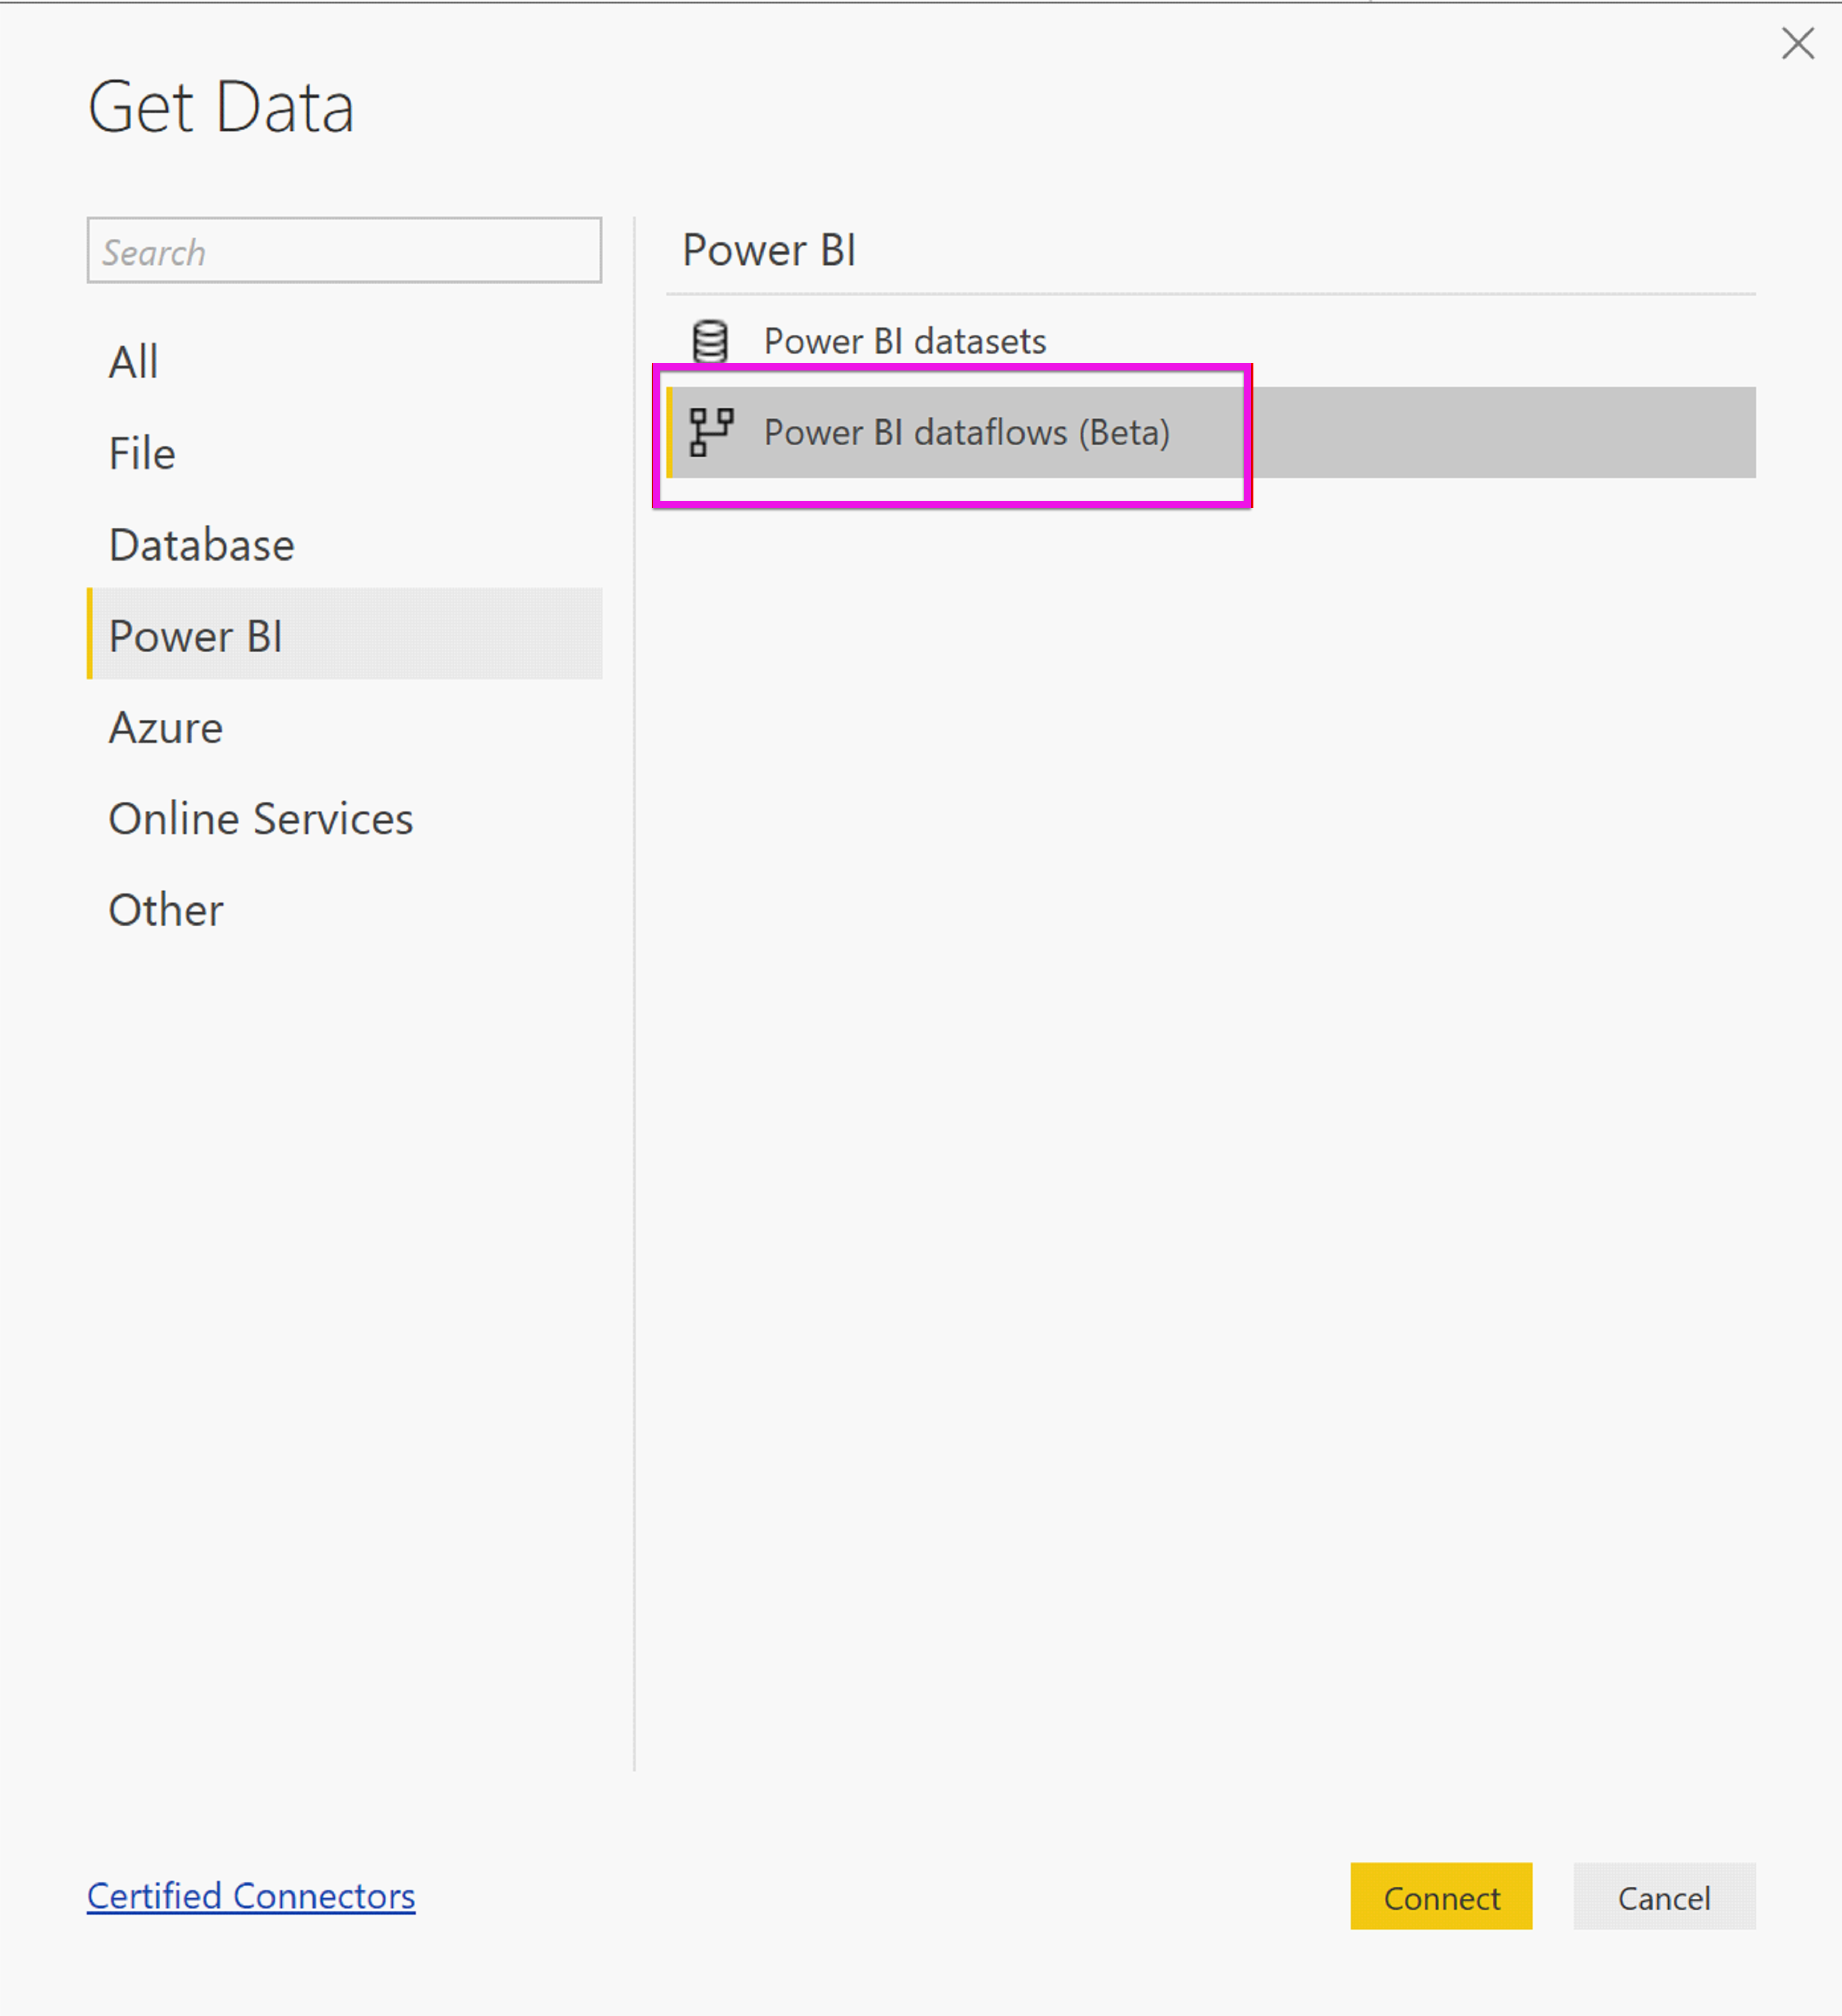 Get Data
Search
All
File
Database
Power BI
Azure
Online Services
Other
Power BI
Power BI datasets
Power BI dataflows (Beta)
Certified Connectors
Connect
Cancel